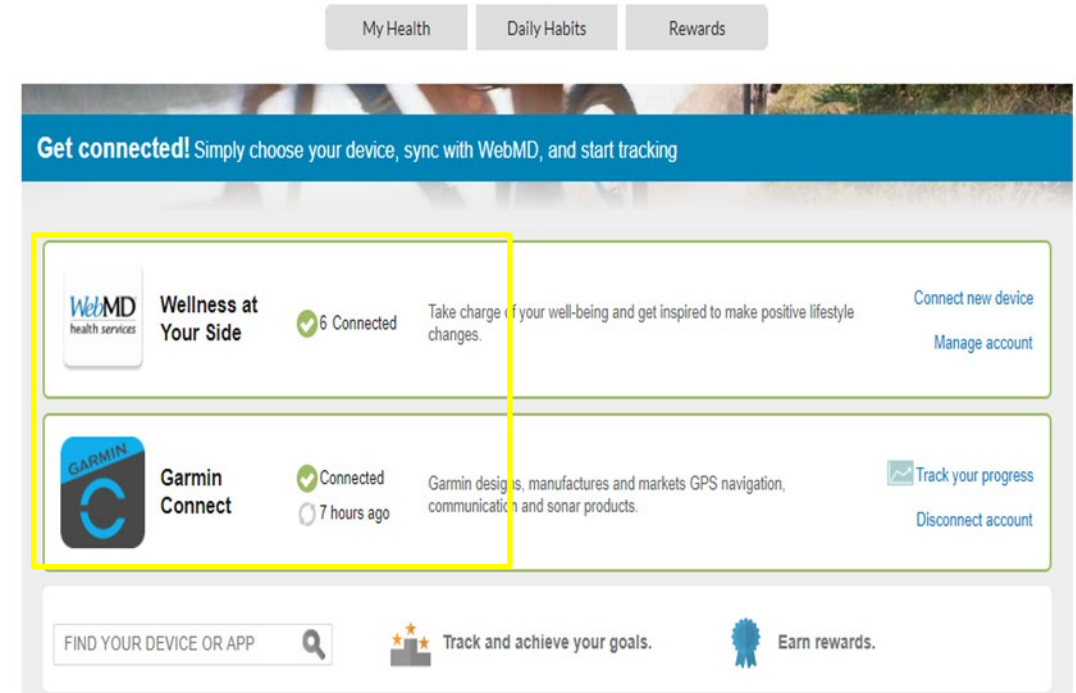 My Health Daily Habits Rewards
Get connected! Simply choose your device, sync with WebMD, and start tracking
WebMD
health services
Wellness at
Your Side
6 Connected
Take charge of your well-being and get inspired to make positive lifestyle
changes.
Connect new device
Manage account
GARMIN
Garmin
Connect
Connected
7 hours ago
Garmin designs, manufactures and markets GPS navigation,
communication and sonar products.
Track your progress
Disconnect account
FIND YOUR DEVICE OR APP
Track and achieve your goals.
Earn rewards.